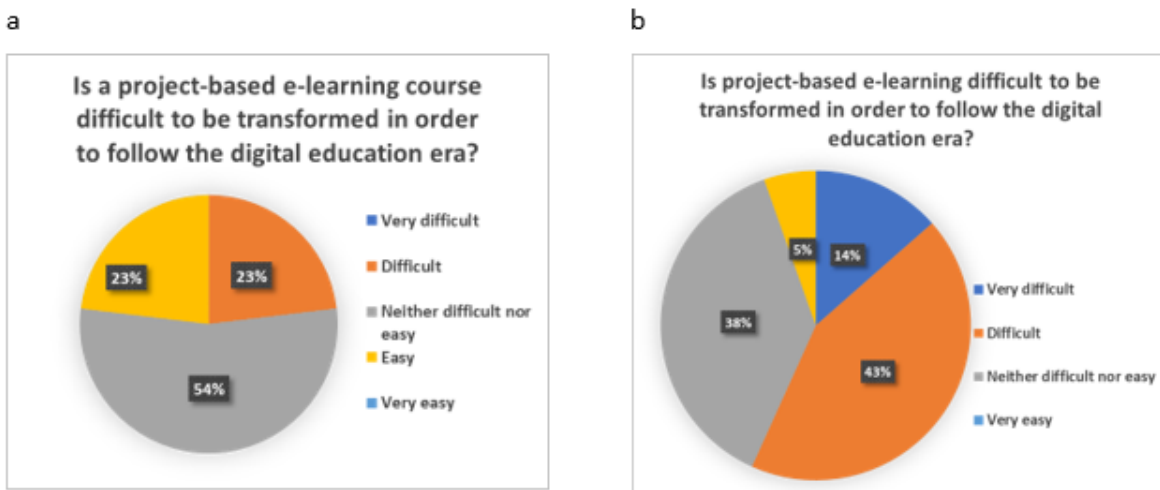 a
Is a project-based e-learning course
difficult to be transformed in order
to follow the digital education era?
23%
23%
54%
Very difficult
Difficult
Neither difficult nor
easy
Easy
Very easy
b
Is project-based e-learning difficult to be
transformed in order to follow the digital
education era?
5%
14%
38%
43%
Very difficult
Difficult
Neither difficult nor easy
Very easy